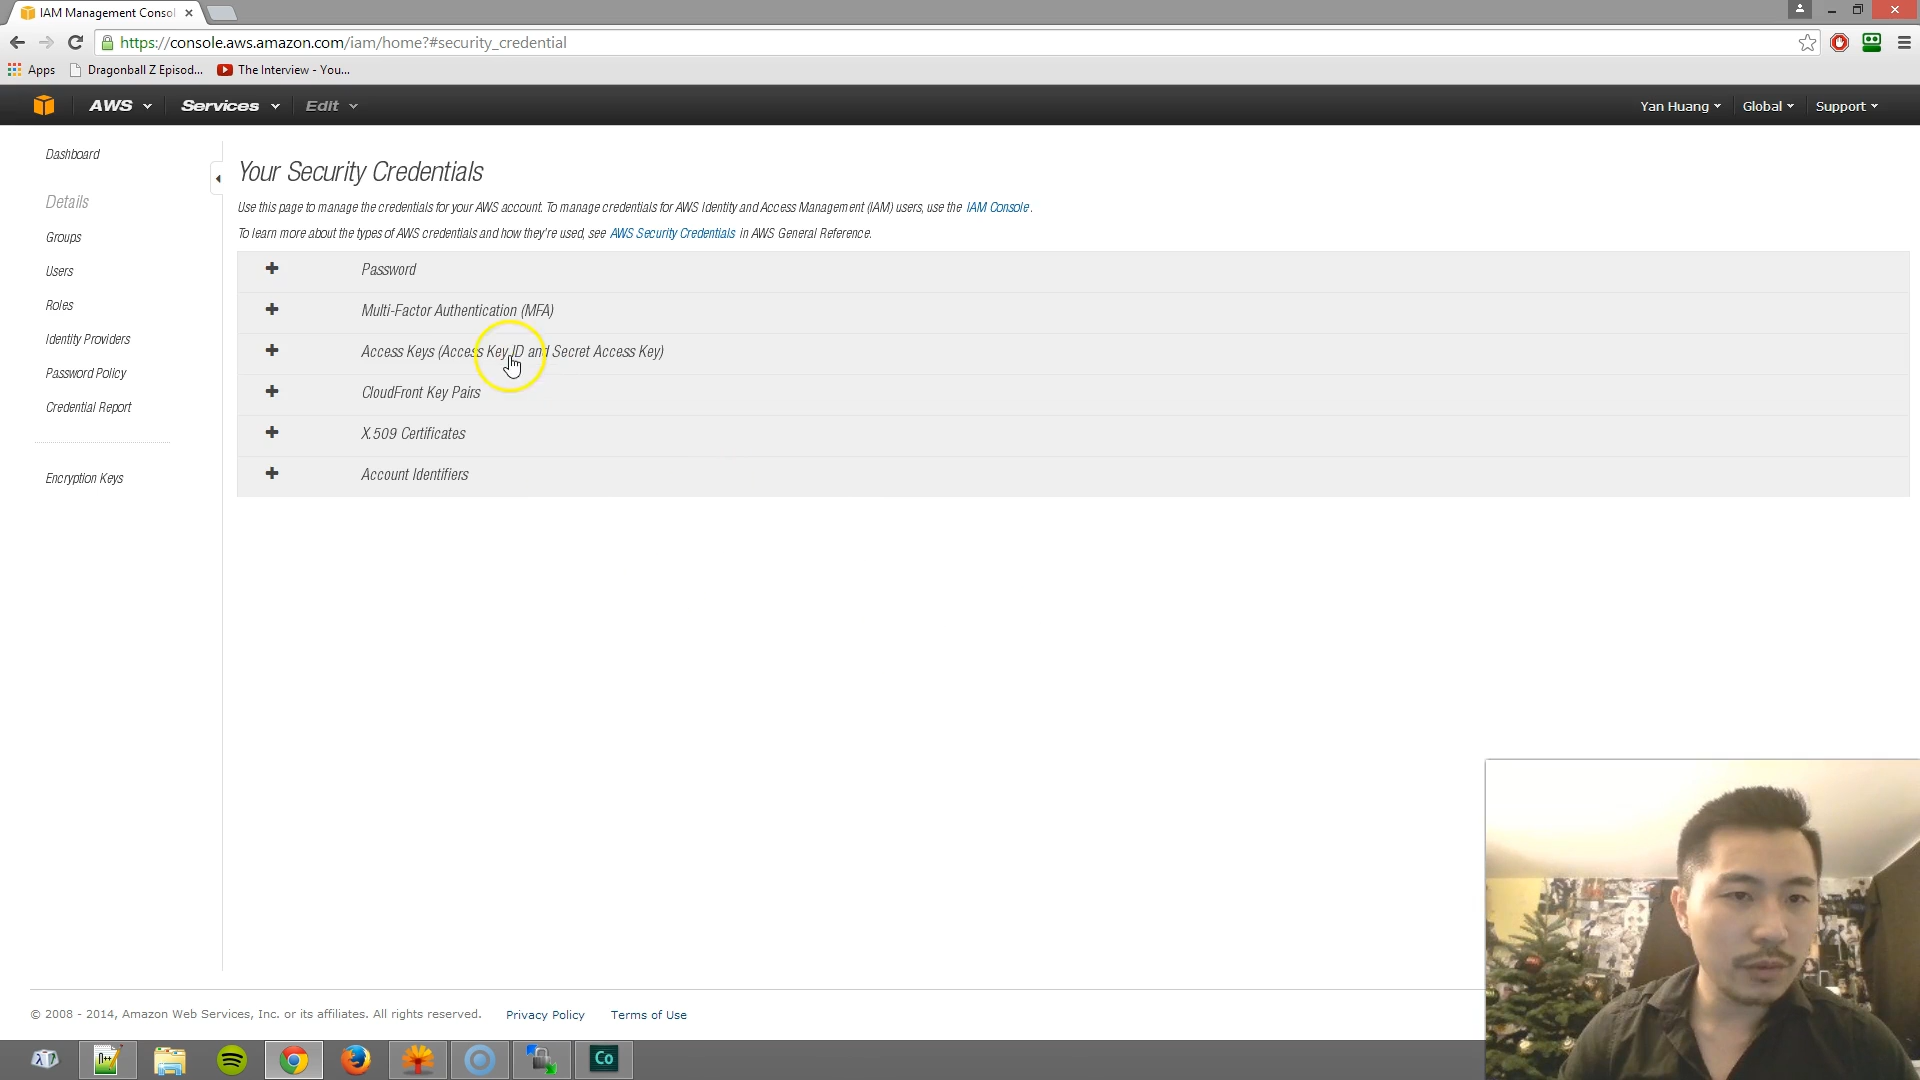 IAM Management Consol
https://console.aws.amazon.com/iam/home?#security_credential
Apps Dragonball Z Episod... The Interview - You...
AWS Services Edit Yan Huang Global Support
Dashboard
Details
Groups
Users
Roles
Identity Providers
Password Policy
Credential Report
Encryption Keys
Your Security Credentials
Use this page to manage the credentials for your AWS account. To manage credentials for AWS Identity and Access Management (IAM) users, use the IAM Console.
To learn more about the types of AWS credentials and how they're used, see AWS Security Credentials in AWS General Reference.
Password
Multi-Factor Authentication (MFA)
Access Keys (Access Key ID and Secret Access Key)
CloudFront Key Pairs
X.509 Certificates
Account Identifiers
© 2008 - 2014, Amazon Web Services, Inc. or its affiliates. All rights reserved. Privacy Policy Terms of Use
Co